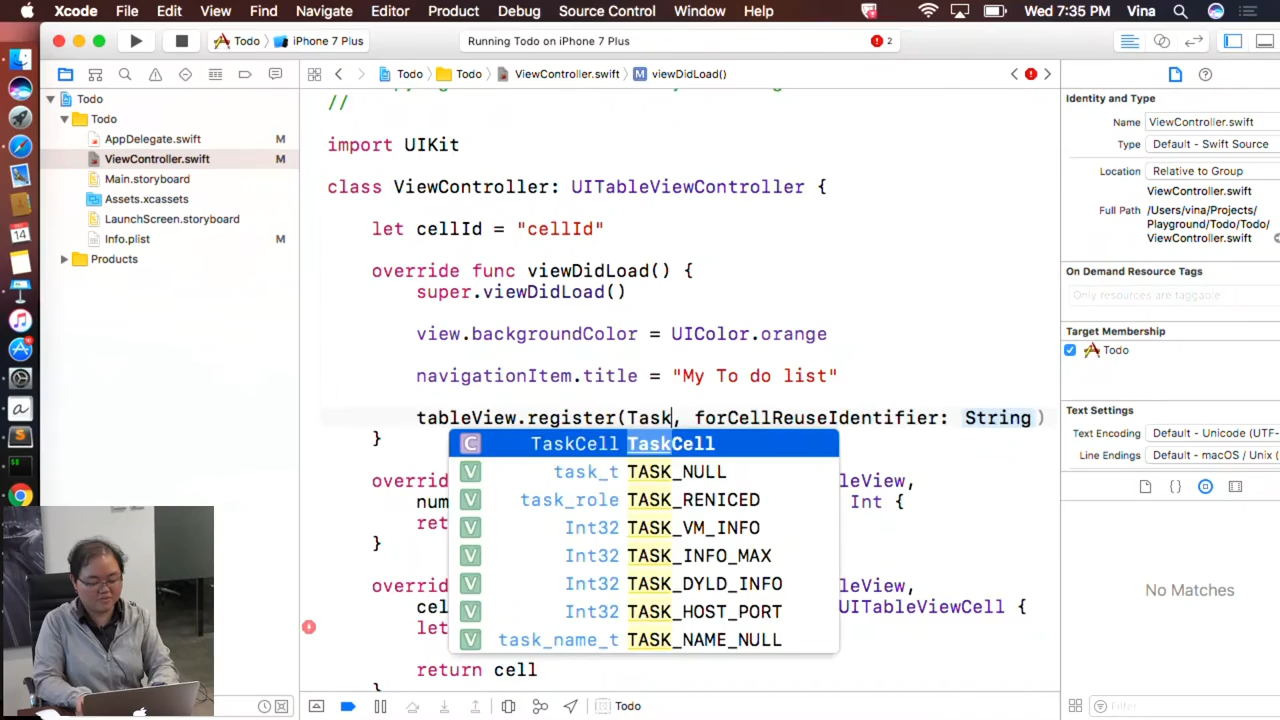 Xcode File Edit View Find Navigate Editor Product Debug Source Control Window Help Wed 7:35 PM Vina
Todo iPhone 7 Plus Running Todo on iPhone 7 Plus 2
Todo Todo ViewController.swift M viewDidLoad()
Todo
Todo
AppDelegate.swift M
ViewController.swift M
Main.storyboard
Assets.xcassets
LaunchScreen.storyboard
Info.plist M
Products
//
import UIKit
class ViewController: UITableViewController {
let cellId = "cellId"
override func viewDidLoad() {
super.viewDidLoad()
view.backgroundColor = UIColor.orange
navigationItem.title = "My To do list"
tableView.register(Task, forCellReuseIdentifier: String)
}
C TaskCell TaskCell
V task_t TASK_NULL
V task_role TASK_RENICED
V Int32 TASK_VM_INFO
V Int32 TASK_INFO_MAX
V Int32 TASK_DYLD_INFO
V Int32 TASK_HOST_PORT
V task_name_t TASK_NAME_NULL
overrid leView,
num Int {
ret
}
overrid leView,
cel UITableViewCell {
let
return cell
}
Todo
Identity and Type
Name ViewController.swift
Type Default - Swift Source
Location Relative to Group
ViewController.swift
Full Path /Users/vina/Projects/
Playground/Todo/Todo/
ViewController.swift
On Demand Resource Tags
Only resources are taggable
Target Membership
Todo
Text Settings
Text Encoding Default - Unicode (UTF-
Line Endings Default - macOS / Unix (
{}
No Matches
Filter
14
a